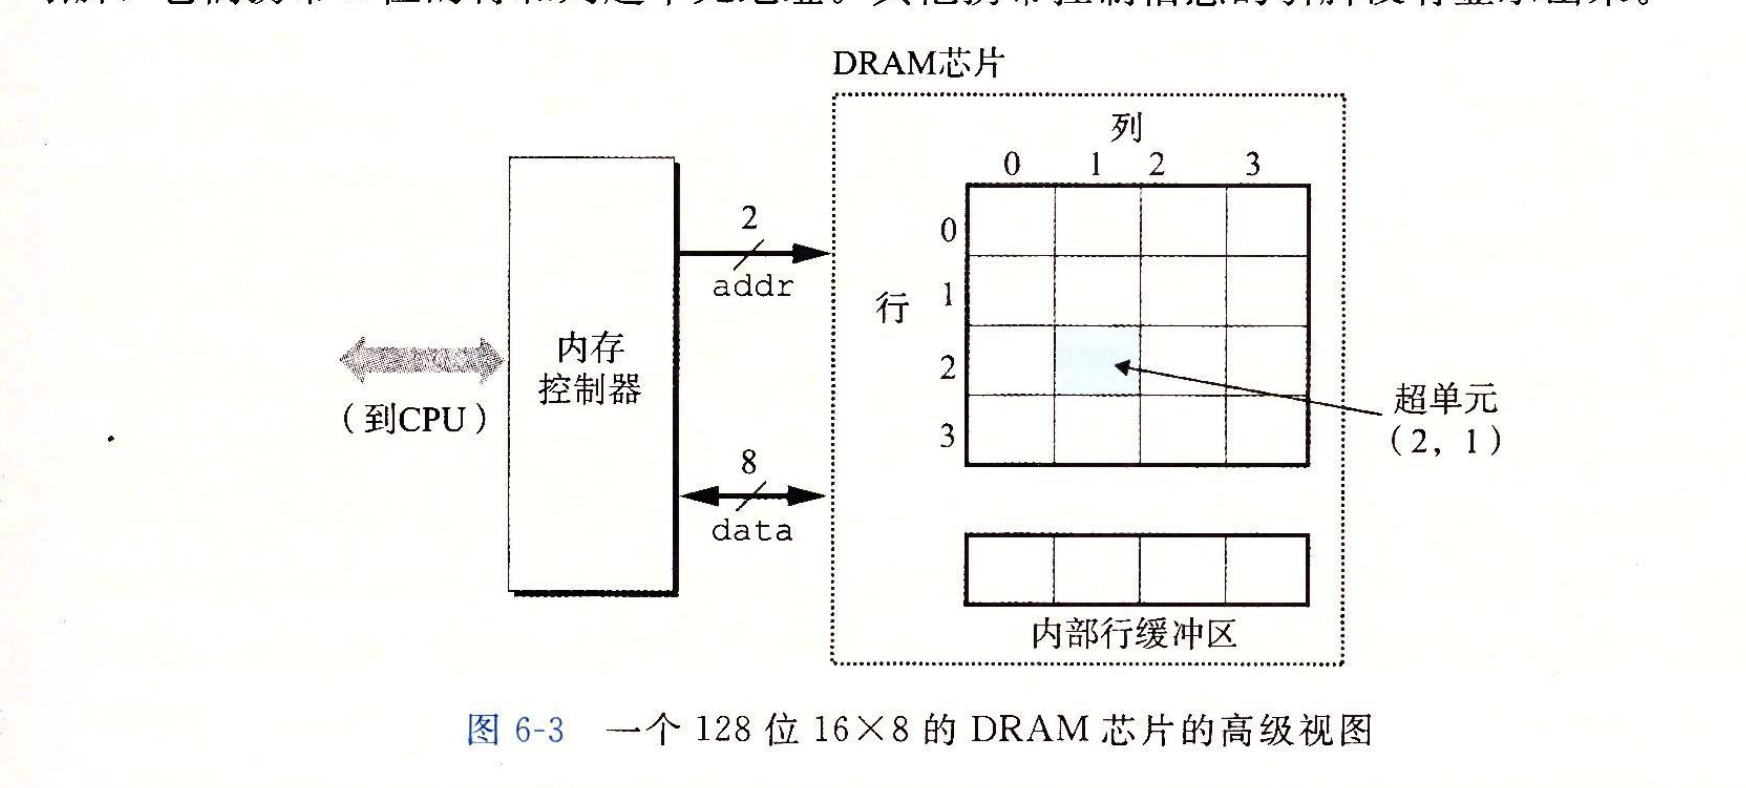 DRAM芯片
列
0 1 2 3
0
2
addr
行
1
内存
控制器
2
(到CPU)
超单元
(2, 1)
3
8
data
内部行缓冲区
图 6-3 一个 128 位 16×8 的 DRAM 芯片的高级视图